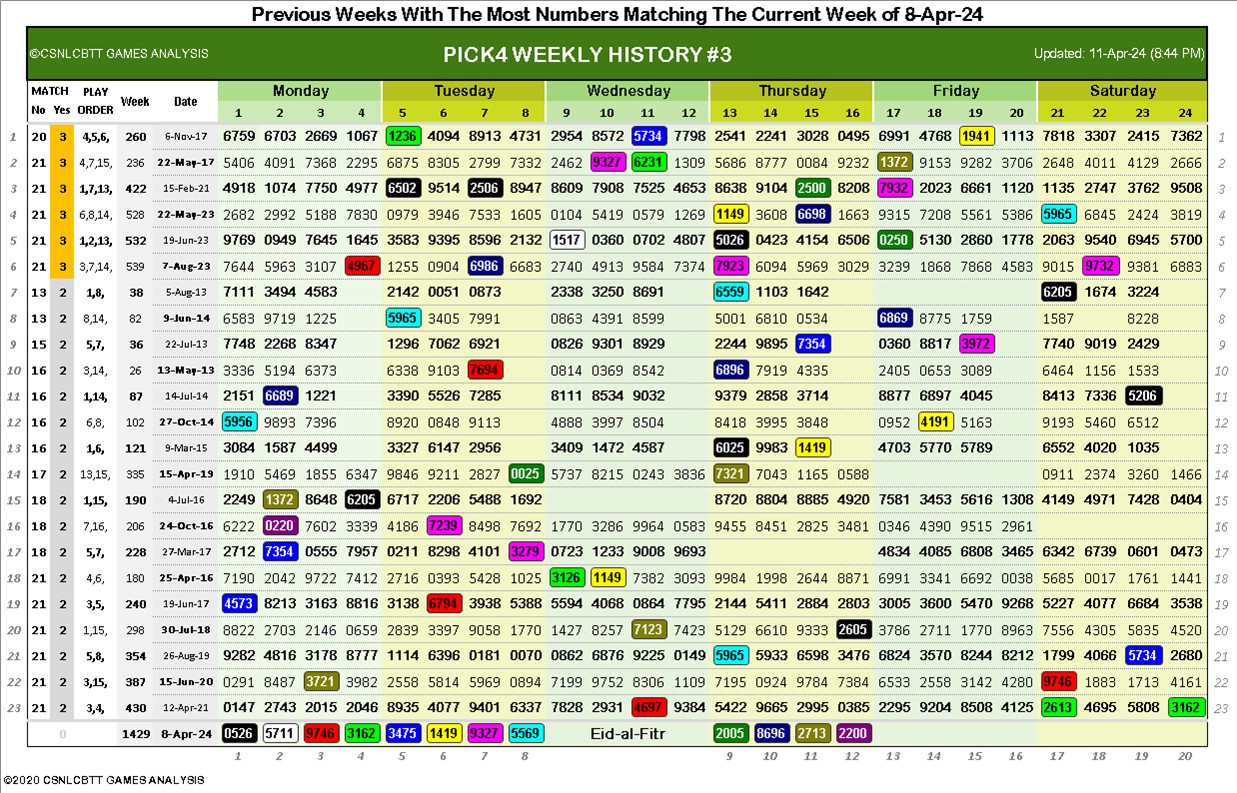 Previous Weeks With The Most Numbers Matching The Current Week of 8-Apr-24
©CSNLCBTT GAMES ANALYSIS PICK4 WEEKLY HISTORY #3 Updated: 11-Apr-24 (8:44 PM)
MATCH PLAY Week Date Monday Tuesday Wednesday Thursday Friday Saturday
No Yes ORDER 1 2 3 4 5 6 7 8 9 10 11 12 13 14 15 16 17 18 19 20 21 22 23 24
1 20 3 4,5,6, 260 6-Nov-17 6759 6703 2669 1067 1236 4094 8913 4731 2954 8572 5734 7798 2541 2241 3028 0495 6991 4768 1941 1113 7818 3307 2415 7362 1
2 21 3 4,7,15, 236 22-May-17 5406 4091 7368 2295 6875 8305 2799 7332 2462 9327 6231 1309 5686 8777 0084 9232 1372 9153 9282 3706 2648 4011 4129 2666 2
3 21 3 1,7,13, 422 15-Feb-21 4918 1074 7750 4977 6502 9514 2506 8947 8609 7908 7525 4653 8638 9104 2500 8208 7932 2023 6661 1120 1135 2747 3762 9508 3
4 21 3 6,8,14, 528 22-May-23 2682 2992 5188 7830 0979 3946 7533 1605 0104 5419 0579 1269 1149 3608 6698 1663 9315 7208 5561 5386 5965 6845 2424 3819 4
5 21 3 1,2,13, 532 19-Jun-23 9769 0949 7645 1645 3583 9395 8596 2132 1517 0360 0702 4807 5026 0423 4154 6506 0250 5130 2860 1778 2063 9540 6945 5700 5
6 21 3 3,7,14, 539 7-Aug-23 7644 5963 3107 4967 1255 0904 6986 6683 2740 4913 9584 7374 7923 6094 5969 3029 3239 1868 7868 4583 9015 9732 9381 6883 6
7 13 2 1,8, 38 5-Aug-13 7111 3494 4583 2142 0051 0873 2338 3250 8691 6559 1103 1642 6205 1674 3224 7
8 13 2 8,14, 82 9-Jun-14 6583 9719 1225 5965 3405 7991 0863 4391 8599 5001 6810 0534 6869 8775 1759 1587 8228 8
9 15 2 5,7, 36 22-Jul-13 7748 2268 8347 1296 7062 6921 0826 9301 8929 2244 9895 7354 0360 8817 3972 7740 9019 2429 9
10 16 2 3,14, 26 13-May-13 3336 5194 6373 6338 9103 7694 0814 0369 8542 6896 7919 4335 2405 0653 3089 6464 1156 1533 10
11 16 2 1,14, 87 14-Jul-14 2151 6689 1221 3390 5526 7285 8111 8534 9032 9379 2858 3714 8877 6897 4045 8413 7336 5206 11
12 16 2 6,8, 102 27-Oct-14 5956 9893 7396 8920 0848 9113 4888 3997 8504 8418 3995 3848 0952 4191 5163 9193 5460 6512 12
13 16 2 1,6, 121 9-Mar-15 3084 1587 4499 3327 6147 2956 3409 1472 4587 6025 9983 1419 4703 5770 5789 6552 4020 1035 13
14 17 2 13,15, 335 15-Apr-19 1910 5469 1855 6347 9846 9211 2827 0025 5737 8215 0243 3836 7321 7043 1165 0588 0911 2374 3260 1466 14
15 18 2 1,15, 190 4-Jul-16 2249 1372 8648 6205 6717 2206 5488 1692 8720 8804 8885 4920 7581 3453 5616 1308 4149 4971 7428 0404 15
16 18 2 7,16, 206 24-Oct-16 6222 0220 7602 3339 4186 7239 8498 7692 1770 3286 9964 0583 9455 8451 2825 3481 0346 4390 9515 2961 16
17 18 2 5,7, 228 27-Mar-17 2712 7354 0555 7957 0211 8298 4101 3279 0723 1233 9008 9693 4834 4085 6808 3465 6342 6739 0601 0473 17
18 21 2 4,6, 180 25-Apr-16 7190 2042 9722 7412 2716 0393 5428 1025 3126 1149 7382 3093 9984 1998 2644 8871 6991 3341 6692 0038 5685 0017 1761 1441 18
19 21 2 3,5, 240 19-Jun-17 4573 8213 3163 8816 3138 6794 3938 5388 5594 4068 0864 7795 2144 5411 2884 2803 3005 3600 5470 9268 5227 4077 6684 3538 19
20 21 2 1,15, 298 30-Jul-18 8822 2703 2146 0659 2839 3397 9058 1770 1427 8257 7123 7423 5129 6610 9333 2605 3786 2711 1770 8963 7556 4305 5835 4520 20
21 21 2 5,8, 354 26-Aug-19 9282 4816 3178 8777 1114 6396 0181 0070 0862 6876 9225 0149 5965 5933 6598 3476 6824 3570 8244 8212 1799 4066 5734 2680 21
22 21 2 3,15, 387 15-Jun-20 0291 8487 3721 3982 2558 5814 5969 0894 7199 9752 8306 1109 7195 0924 9784 7384 6533 2558 3142 4280 9746 1883 1713 4161 22
23 21 2 3,4, 430 12-Apr-21 0147 2743 2015 2046 8935 4077 9401 6337 7828 2931 4697 9384 5422 9665 2995 0385 2295 9204 8508 4125 2613 4695 5808 3162 23
0 1429 8-Apr-24 0526 5711 9746 3162 3475 1419 9327 5569 Eid-al-Fitr 2005 8696 2713 2200
1 2 3 4 5 6 7 8 9 10 11 12 13 14 15 16 17 18 19 20
©2020 CSNLCBTT GAMES ANALYSIS